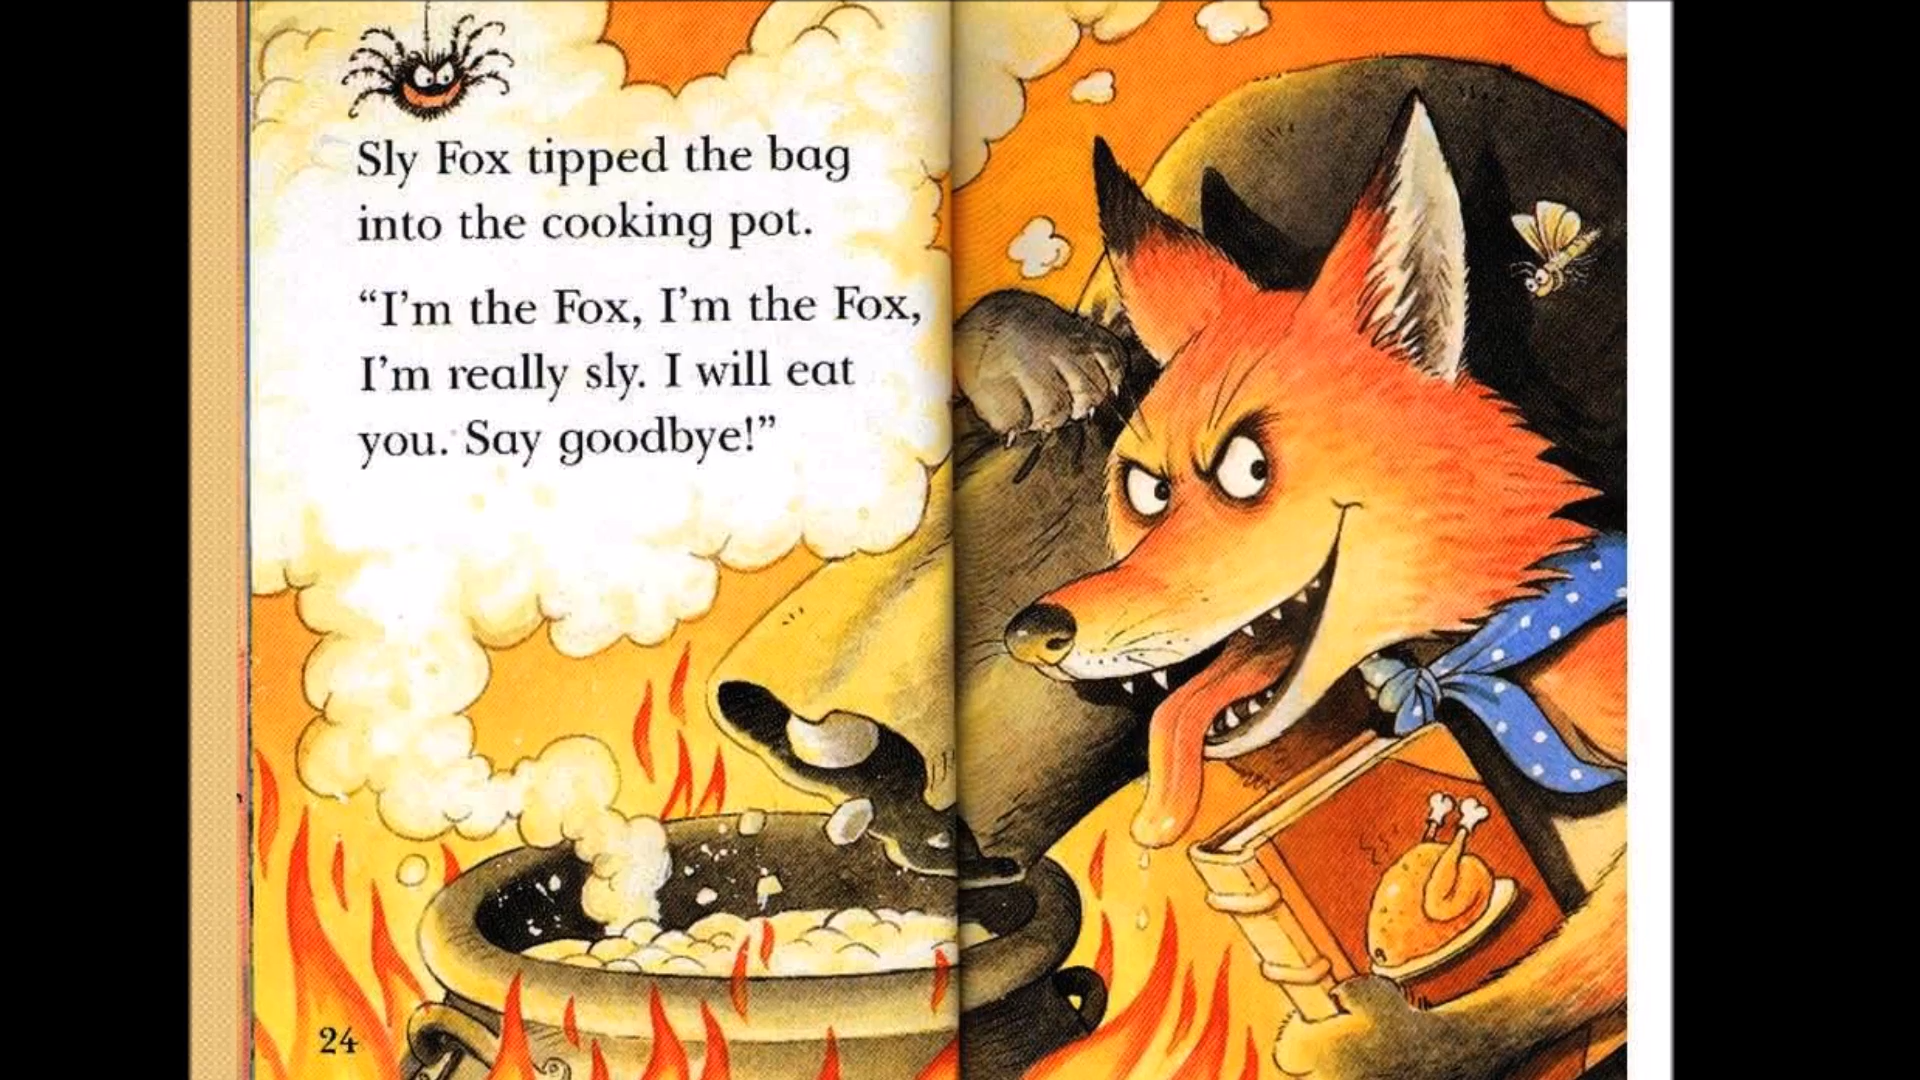 Sly Fox tipped the bag
into the cooking pot.
“I’m the Fox, I’m the Fox,
I’m really sly. I will eat
you. Say goodbye!”
24